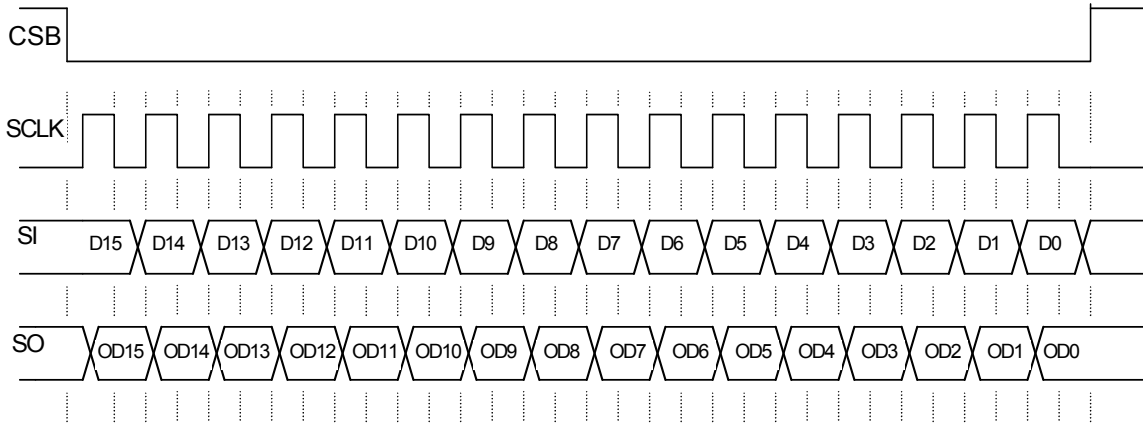 CSB
SCLK
SI D15 D14 D13 D12 D11 D10 D9 D8 D7 D6 D5 D4 D3 D2 D1 D0
SO OD15 OD14 OD13 OD12 OD11 OD10 OD9 OD8 OD7 OD6 OD5 OD4 OD3 OD2 OD1 OD0